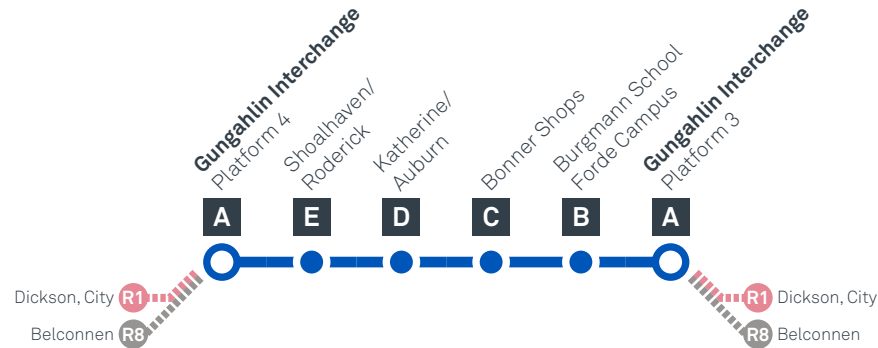 Gungahlin Interchange
Platform 4
Shoalhaven/
Roderick
Katherine/
Auburn
Bonner Shops
Burgmann School
Forde Campus
Gungahlin Interchange
Platform 3
A
E
D
C
B
A
Dickson, City R1
Belconnen R8
R1 Dickson, City
R8 Belconnen